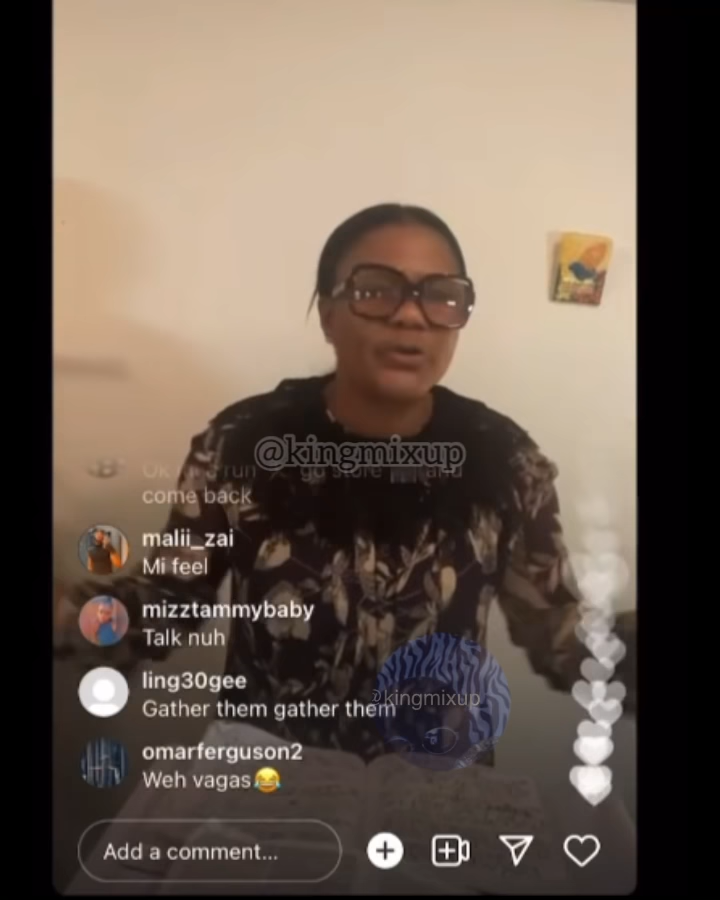 @kingmixup
come back
malii_zai
Mi feel
mizztammybaby
Talk nuh
ling30gee
Gather them gather them
@kingmixup
omarferguson2
Weh vagas😂
Add a comment...